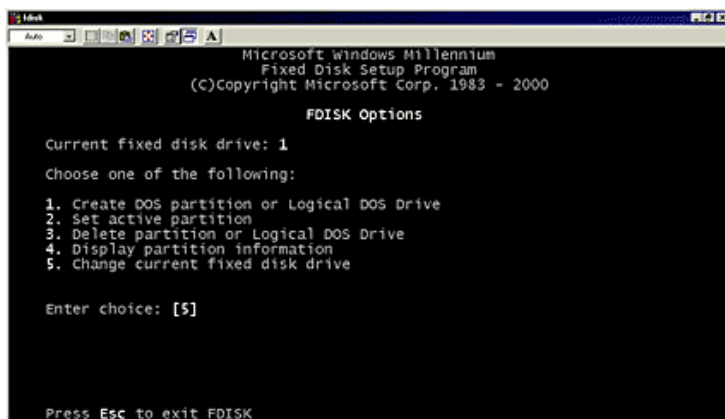 fdisk
Auto
A
Microsoft Windows Millennium
Fixed Disk Setup Program
(C)Copyright Microsoft Corp. 1983 - 2000
FDISK Options
Current fixed disk drive: 1
Choose one of the following:
1. Create DOS partition or Logical DOS Drive
2. Set active partition
3. Delete partition or Logical DOS Drive
4. Display partition information
5. Change current fixed disk drive
Enter choice: [5]
Press Esc to exit FDISK